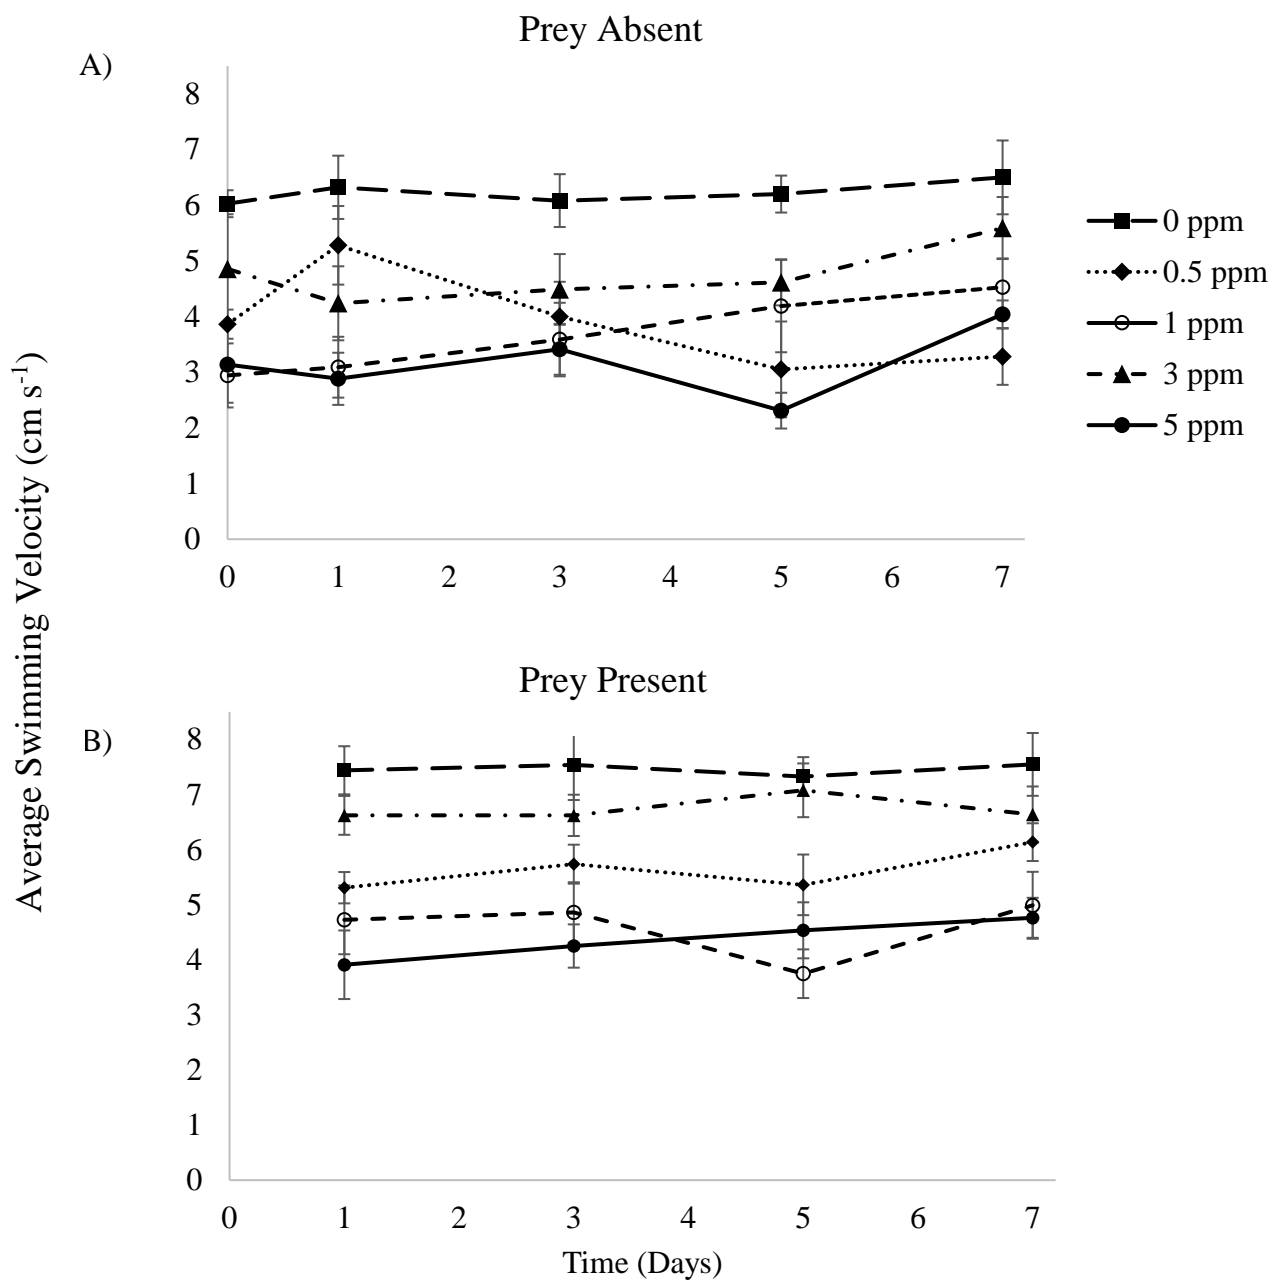 Prey Absent
A)
8
7
6
5
4
3
2
1
0
0 1 2 3 4 5 6 7
0 ppm
0.5 ppm
1 ppm
3 ppm
5 ppm
Average Swimming Velocity (cm s-1)
Prey Present
B)
8
7
6
5
4
3
2
1
0
0 1 2 3 4 5 6 7
Time (Days)